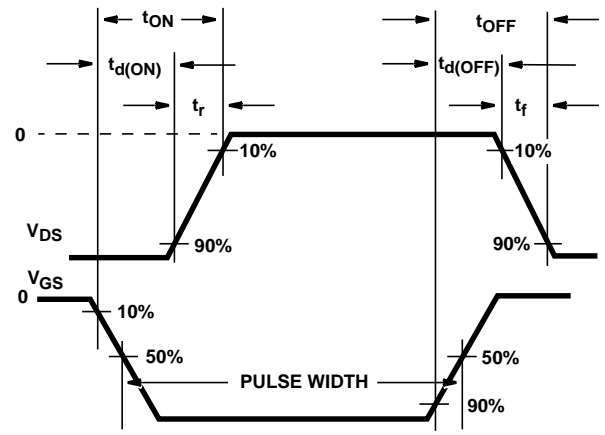 tON tOFF
td(ON) td(OFF)
tr tf
0
10% 10%
VDS 90% 90%
VGS
0
10%
50% 50%
PULSE WIDTH
90%